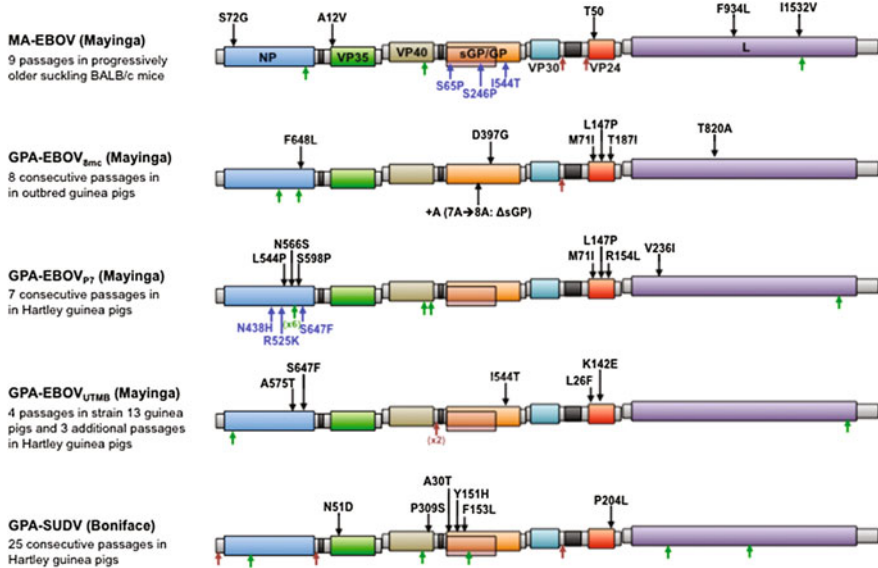 S72G A12V T50 F934L I1532V
MA-EBOV (Mayinga)
9 passages in progressively
older suckling BALB/c mice
NP VP35 VP40 sGP/GP VP30 VP24 L
S65P S246P I544T
F648L D397G M71I L147P T187I T820A
GPA-EBOV8mc (Mayinga)
8 consecutive passages in
in outbred guinea pigs
+A (7A→8A: ΔsGP)
L544P N566S S598P M71I L147P R154L V236I
GPA-EBOVP7 (Mayinga)
7 consecutive passages in
in Hartley guinea pigs
N438H R525K (x6) S647F
A575T S647F I544T L26F K142E
GPA-EBOVUTMB (Mayinga)
4 passages in strain 13 guinea
pigs and 3 additional passages
in Hartley guinea pigs
(x2)
N51D P309S A30T Y151H F153L P204L
GPA-SUDV (Boniface)
25 consecutive passages in
Hartley guinea pigs